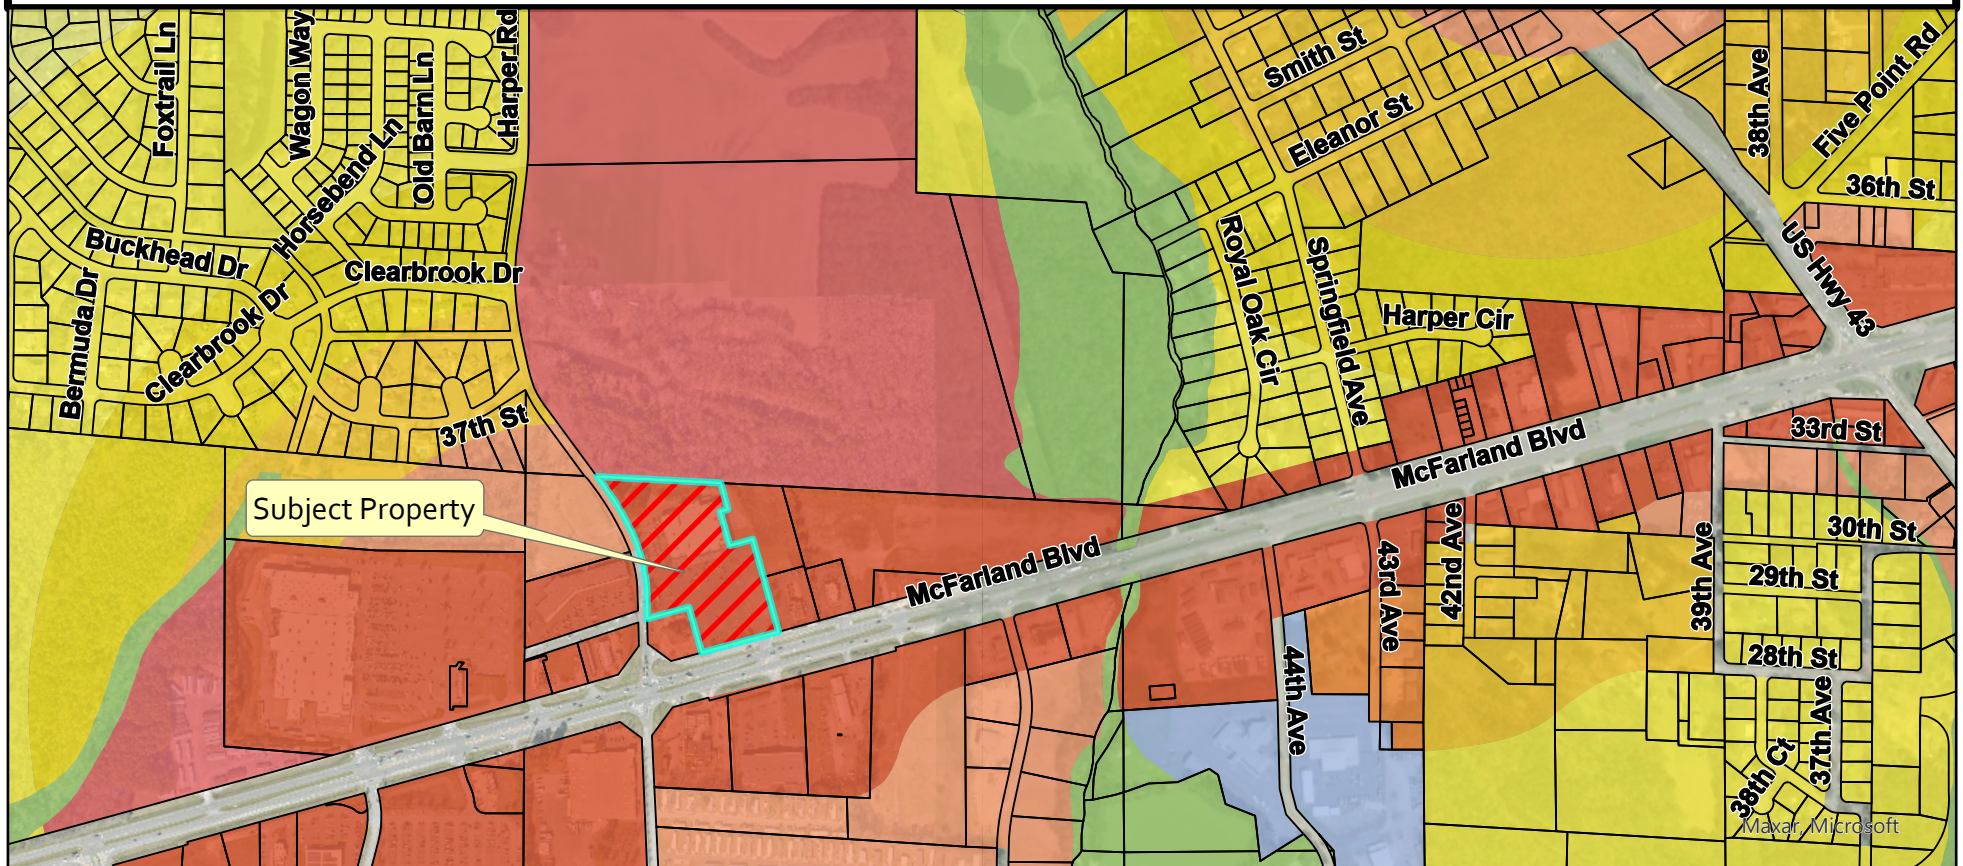 Foxtrail Ln
Wagon Way
Old Barn Ln
Harper Rd
Horsebend Ln
Buckhead Dr
Clearbrook Dr
Bermuda Dr
Clearbrook Dr
37th St
Subject Property
Smith St
Eleanor St
38th Ave
Five Point Rd
36th St
US Hwy 43
Royal Oak Cir
Springfield Ave
Harper Cir
McFarland Blvd
33rd St
McFarland Blvd
43rd Ave
42nd Ave
39th Ave
30th St
29th St
28th St
44th Ave
38th Ct
37th Ave
Maxar, Microsoft